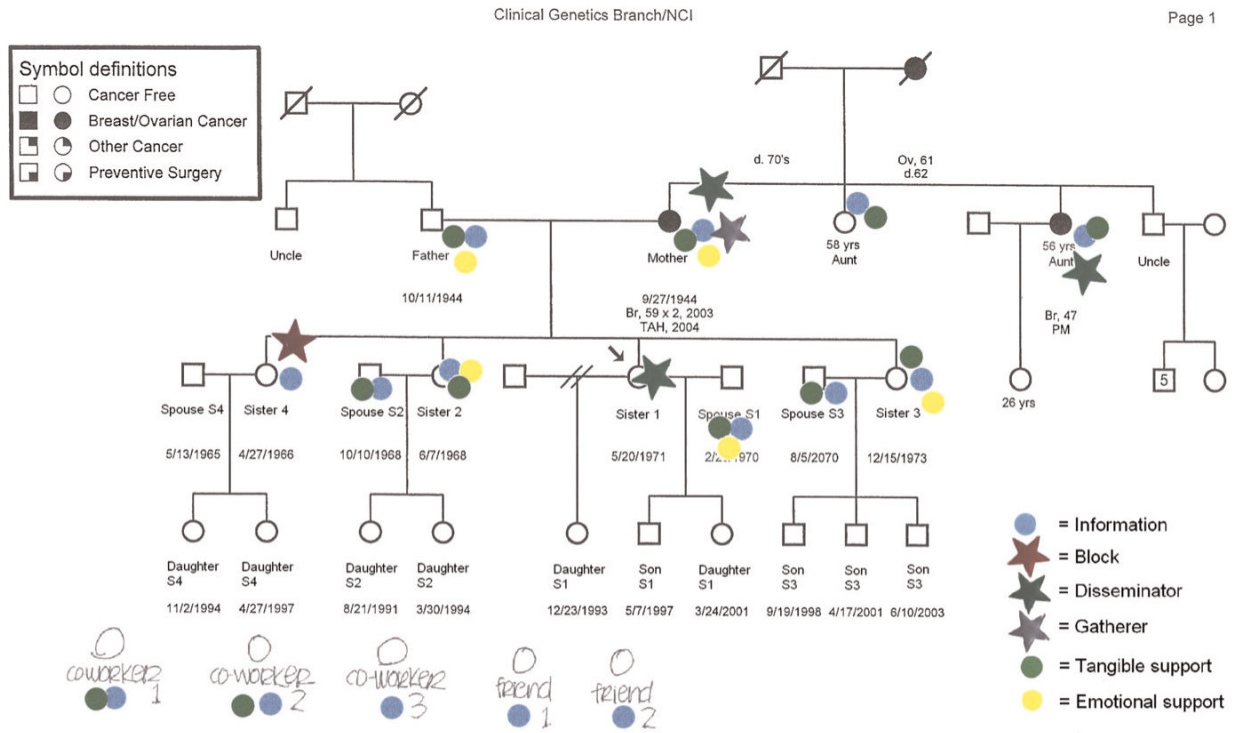 Clinical Genetics Branch/NCI
Page 1
Symbol definitions
Cancer Free
Breast/Ovarian Cancer
Other Cancer
Preventive Surgery
d. 70's
Ov, 61
d.62
Uncle
Father
10/11/1944
Mother
9/27/1944
Br, 59 x 2, 2003
TAH, 2004
58 yrs
Aunt
56 yrs
Aunt
Br, 47
PM
Uncle
26 yrs
5
Spouse S4
5/13/1965
Sister 4
4/27/1966
Spouse S2
10/10/1968
Sister 2
6/7/1968
Sister 1
5/20/1971
Spouse S1
Spouse S3
8/5/2070
Sister 3
12/15/1973
Daughter
S4
11/2/1994
Daughter
S4
4/27/1997
Daughter
S2
8/21/1991
Daughter
S2
3/30/1994
Daughter
S1
12/23/1993
Son
S1
5/7/1997
Daughter
S1
3/24/2001
Son
S3
9/19/1998
Son
S3
4/17/2001
Son
S3
6/10/2003
= Information
= Block
= Disseminator
= Gatherer
= Tangible support
= Emotional support
coworker
1
co-worker
2
co-worker
3
friend
1
friend
2